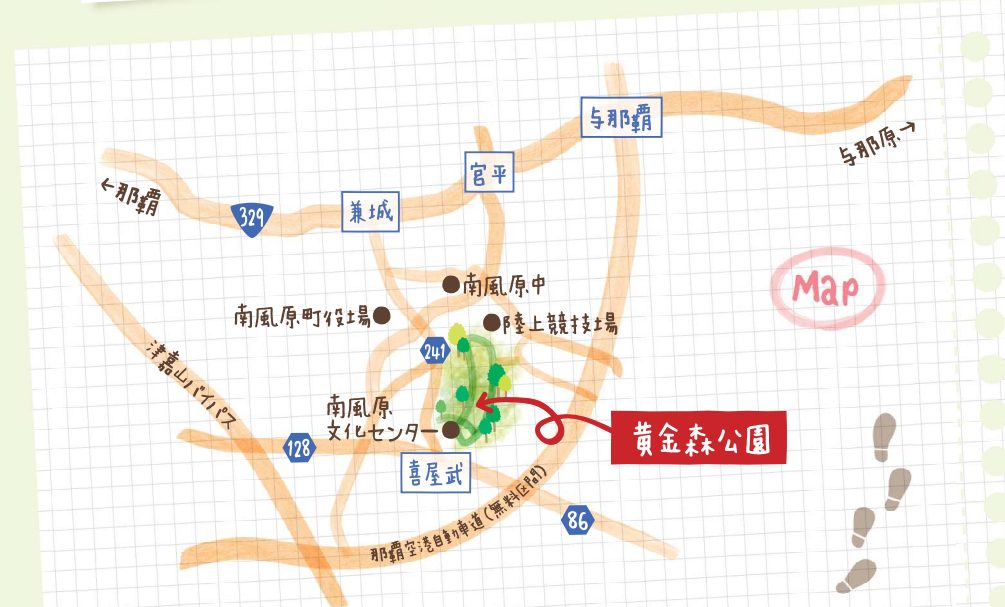 与那覇
与那原→
宮平
←那覇
329
兼城
南風原中
Map
南風原町役場
陸上競技場
241
津嘉山バイパス
南風原
文化センター
黄金森公園
128
喜屋武
86
那覇空港自動車道(無料区間)